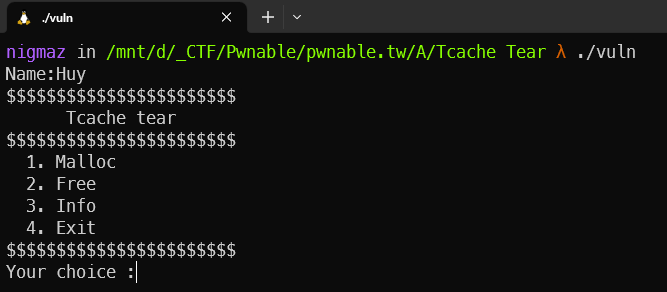 ./vuln
nigmaz in /mnt/d/_CTF/Pwnable/pwnable.tw/A/Tcache Tear λ ./vuln
Name:Huy
$$$$$$$$$$$$$$$$$$$$$$$
Tcache tear
$$$$$$$$$$$$$$$$$$$$$$$
1. Malloc
2. Free
3. Info
4. Exit
$$$$$$$$$$$$$$$$$$$$$$$
Your choice :